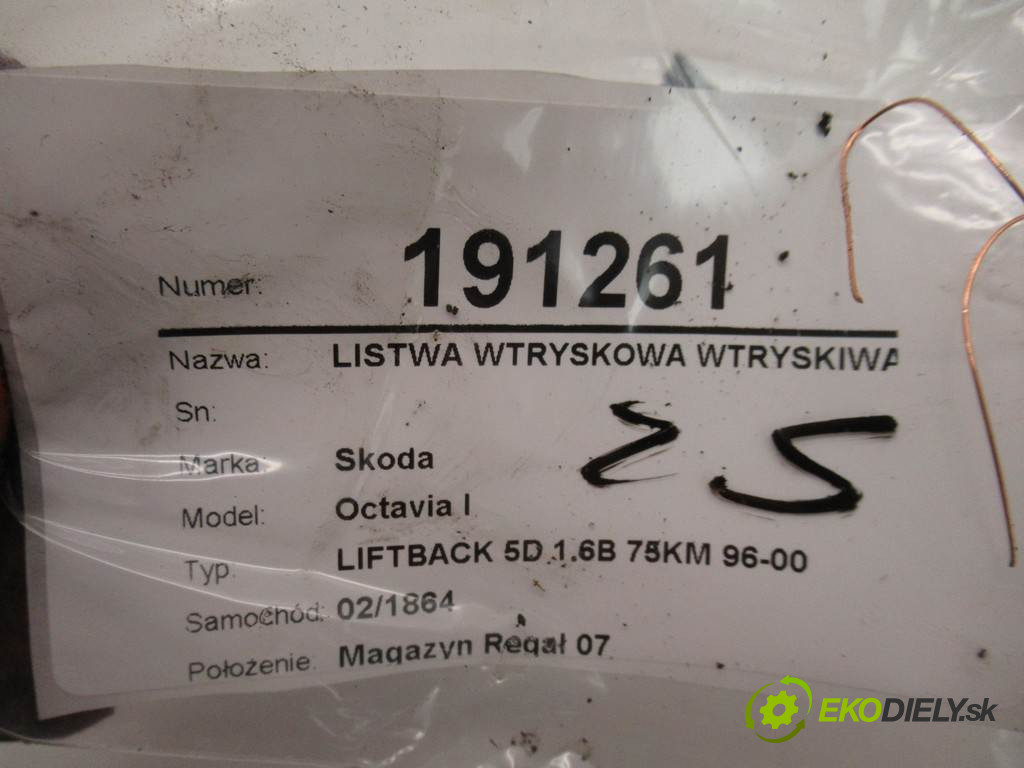 Numer: 191261
Nazwa: LISTWA WTRYSKOWA WTRYSKIWA
Sn:
Marka: Skoda
Model: Octavia I
Typ: LIFTBACK 5D 1.6B 75KM 96-00
Samochód: 02/1864
Położenie: Magazyn Regał 07
EKODIELY.sk